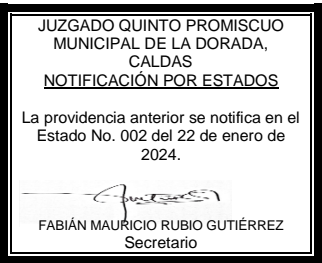 JUZGADO QUINTO PROMISCUO
MUNICIPAL DE LA DORADA,
CALDAS
NOTIFICACIÓN POR ESTADOS
La providencia anterior se notifica en el
Estado No. 002 del 22 de enero de
2024.
FABIÁN MAURICIO RUBIO GUTIÉRREZ
Secretario